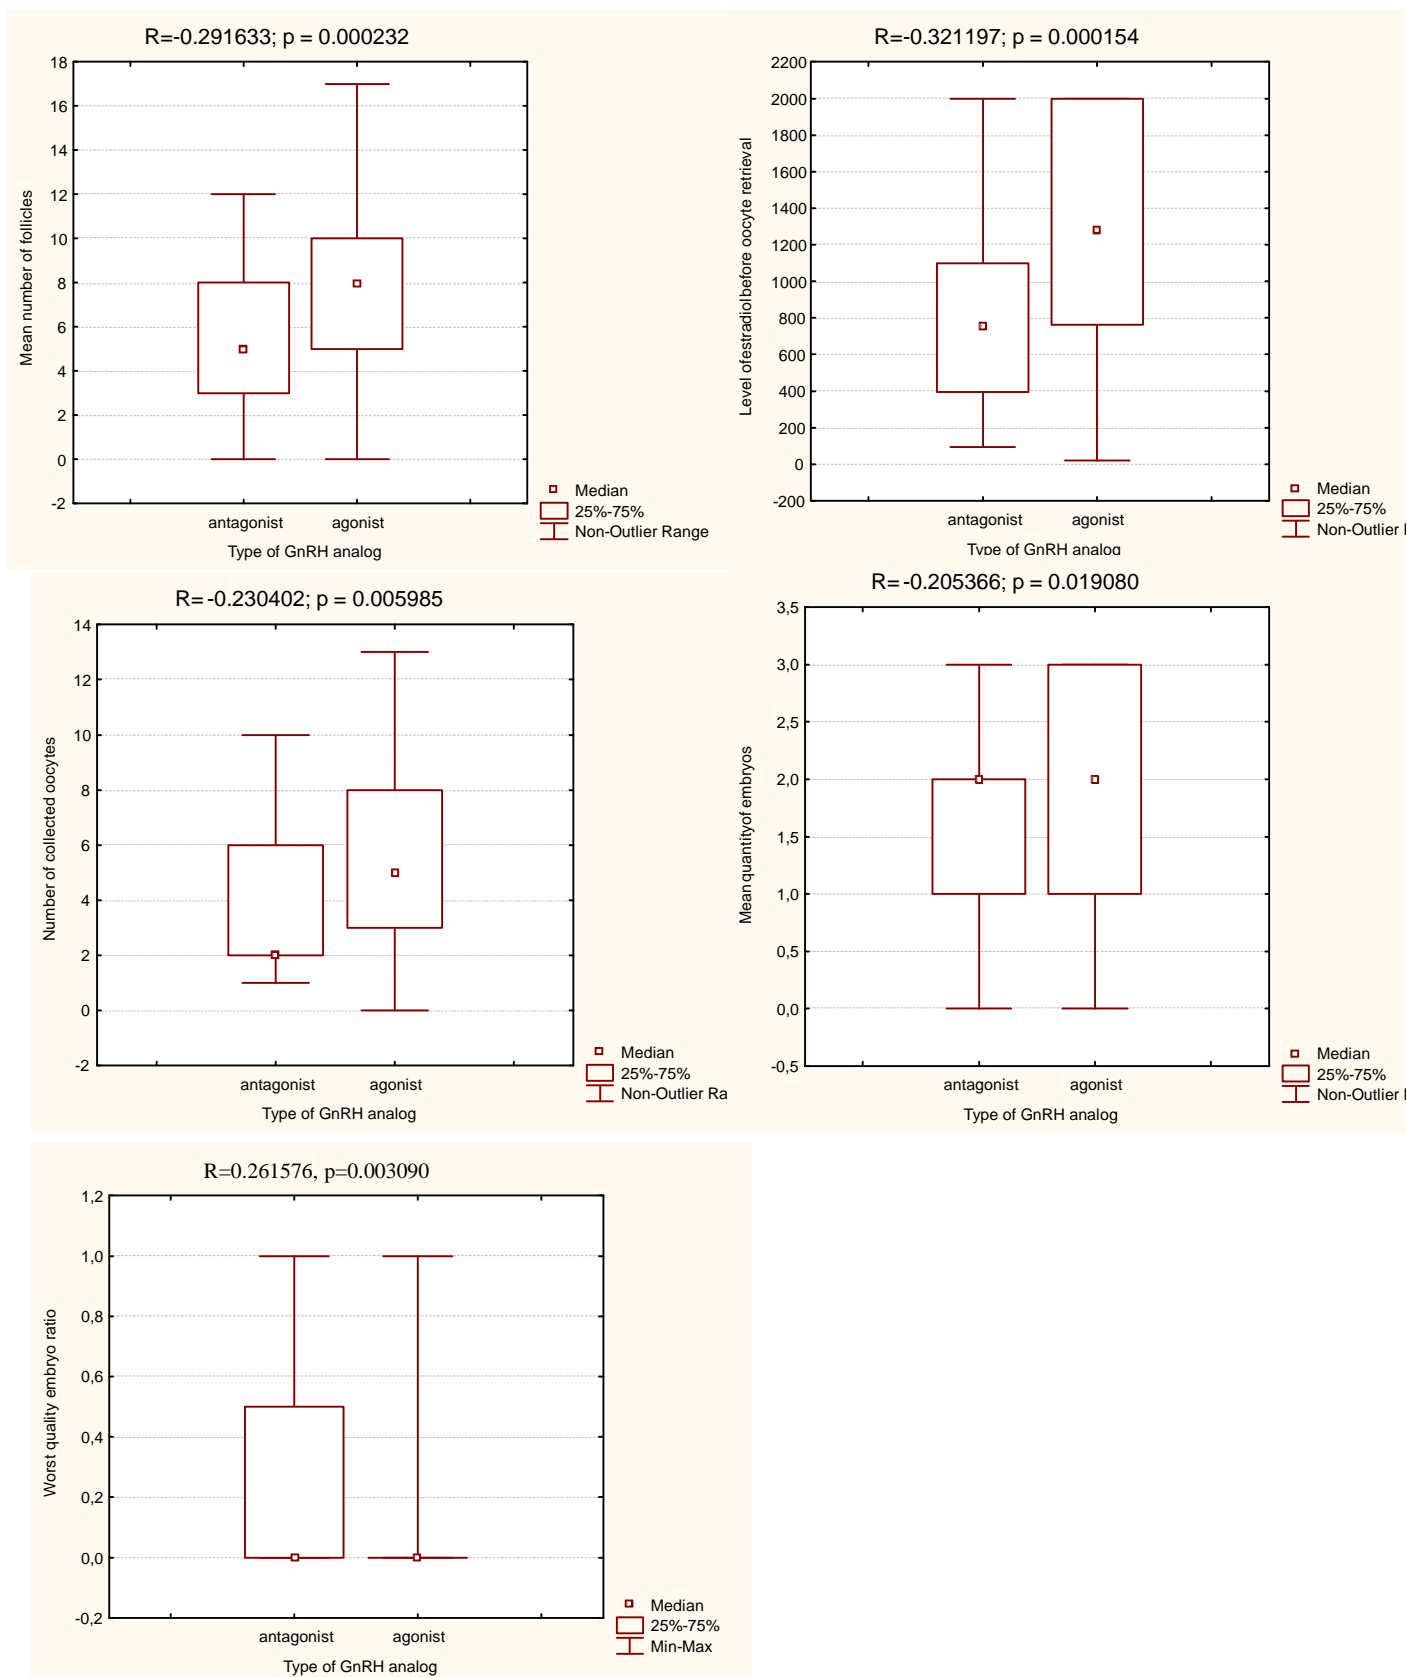 R=-0.291633; p = 0.000232
18
16
14
12
10
8
6
4
2
0
-2
Mean number of follicles
antagonist agonist
Type of GnRH analog
Median
25%-75%
Non-Outlier Range
R=-0.321197; p = 0.000154
2200
2000
1800
1600
1400
1200
1000
800
600
400
200
0
-200
Level ofestradiolbefore oocyte retrieval
antagonist agonist
Type of GnRH analog
Median
25%-75%
Non-Outlier
R=-0.230402; p = 0.005985
14
12
10
8
6
4
2
0
-2
Number of collected oocytes
antagonist agonist
Type of GnRH analog
Median
25%-75%
Non-Outlier Ra
R=-0.205366; p = 0.019080
3,5
3,0
2,5
2,0
1,5
1,0
0,5
0,0
-0,5
Mean quantityof embryos
antagonist agonist
Type of GnRH analog
Median
25%-75%
Non-Outlier
R=0.261576, p=0.003090
1,2
1,0
0,8
0,6
0,4
0,2
0,0
-0,2
Worst quality embryo ratio
antagonist agonist
Type of GnRH analog
Median
25%-75%
Min-Max